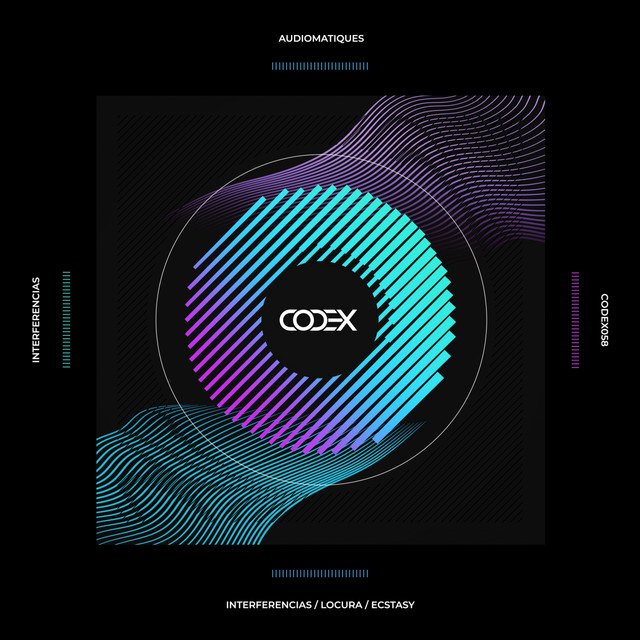 AUDIOMATIQUES
INTERFERENCIAS
CODEX
CODEX058
INTERFERENCIAS / LOCURA / ECSTASY